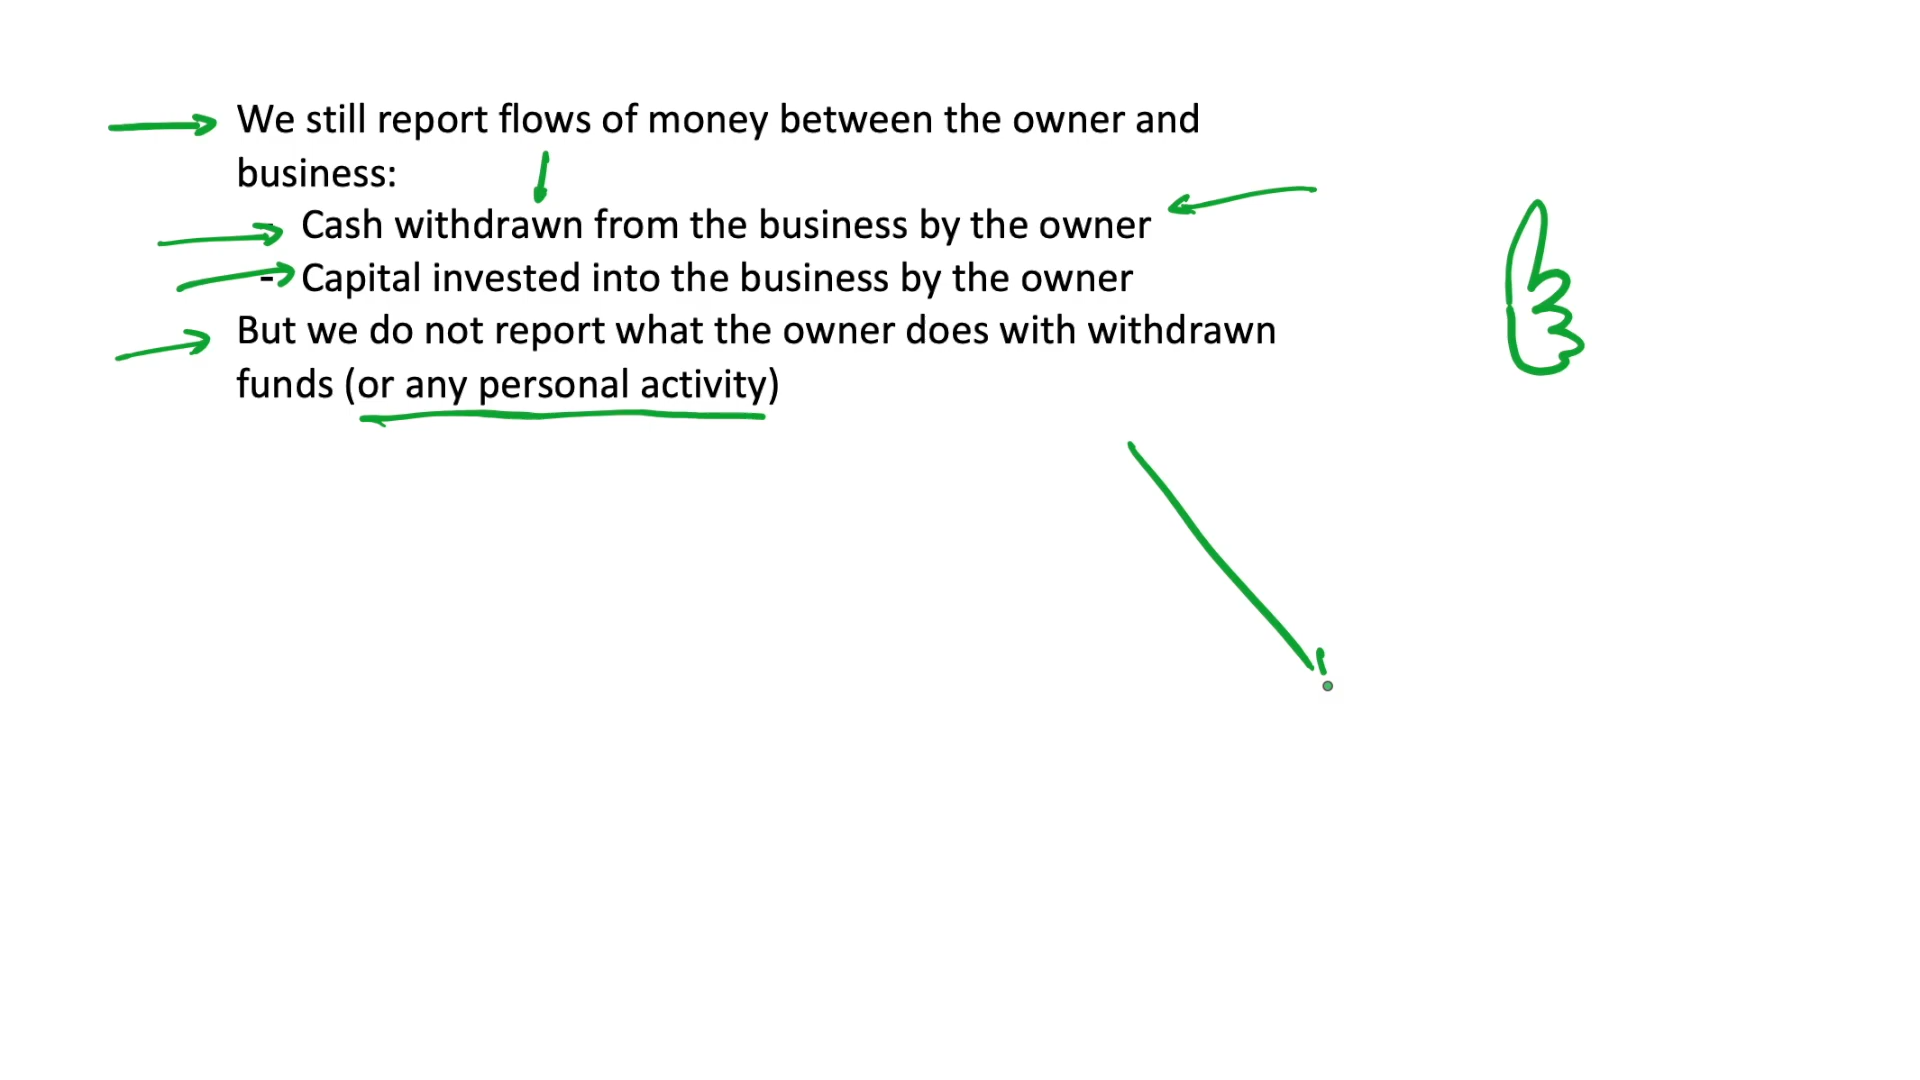 We still report flows of money between the owner and
business:
- Cash withdrawn from the business by the owner
- Capital invested into the business by the owner
But we do not report what the owner does with withdrawn
funds (or any personal activity)